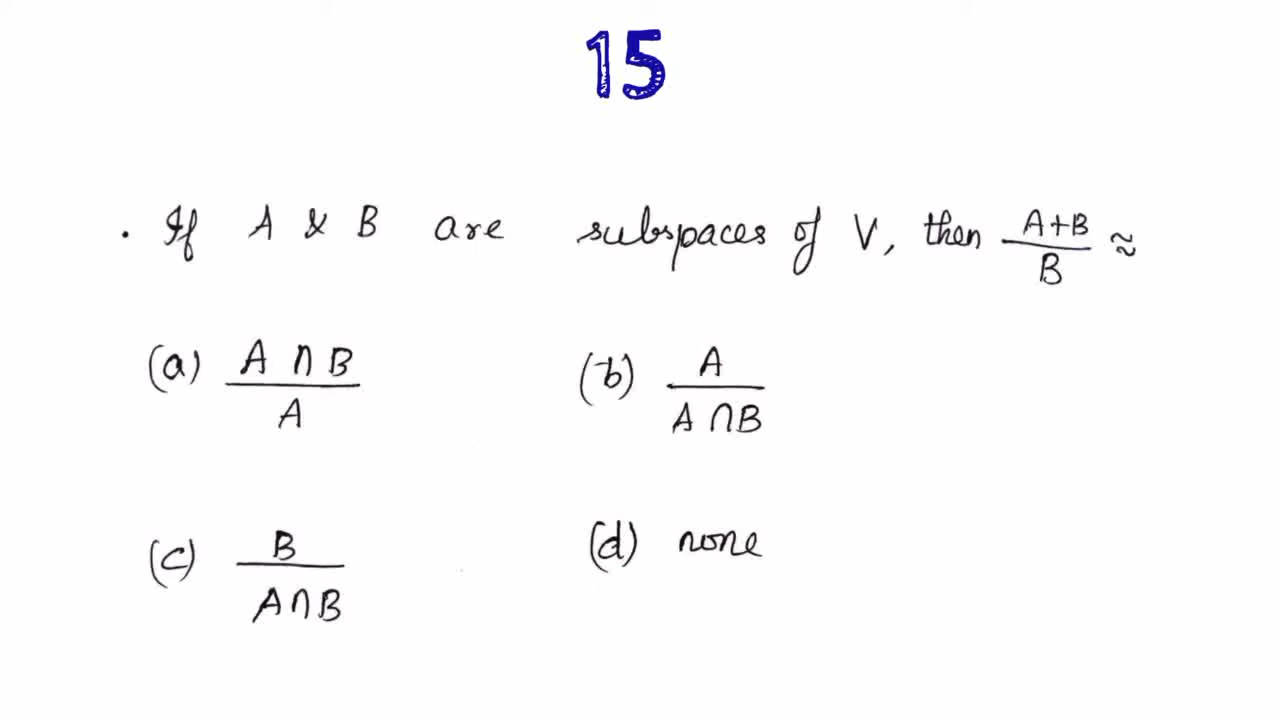 15
. If A & B are subspaces of V, then (A+B)/B ≈
(a) (A ∩ B)/A (b) A/(A ∩ B)
(c) B/(A∩B) (d) none